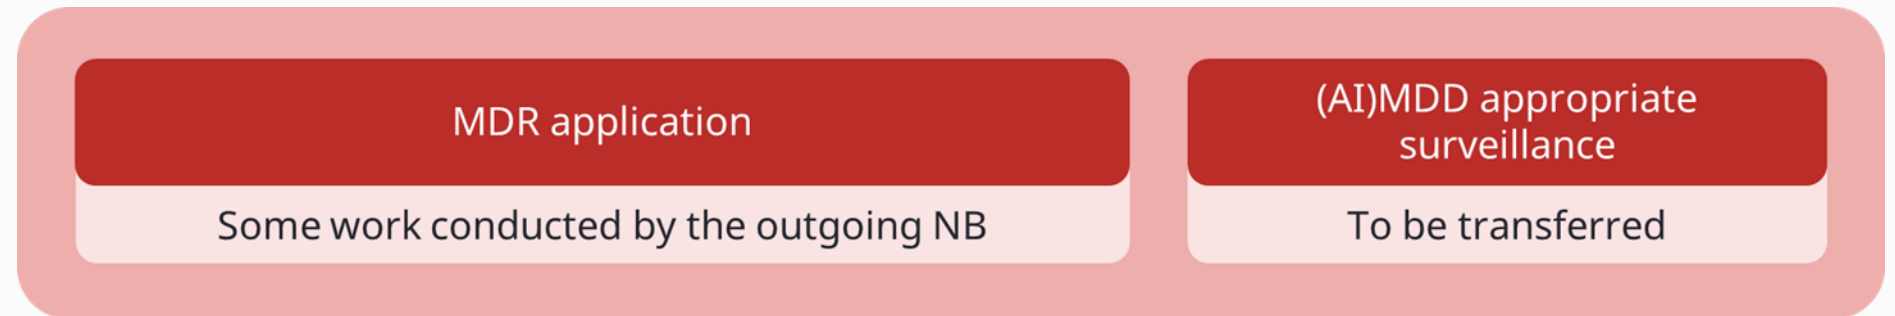 MDR application
Some work conducted by the outgoing NB
(AI)MDD appropriate
surveillance
To be transferred